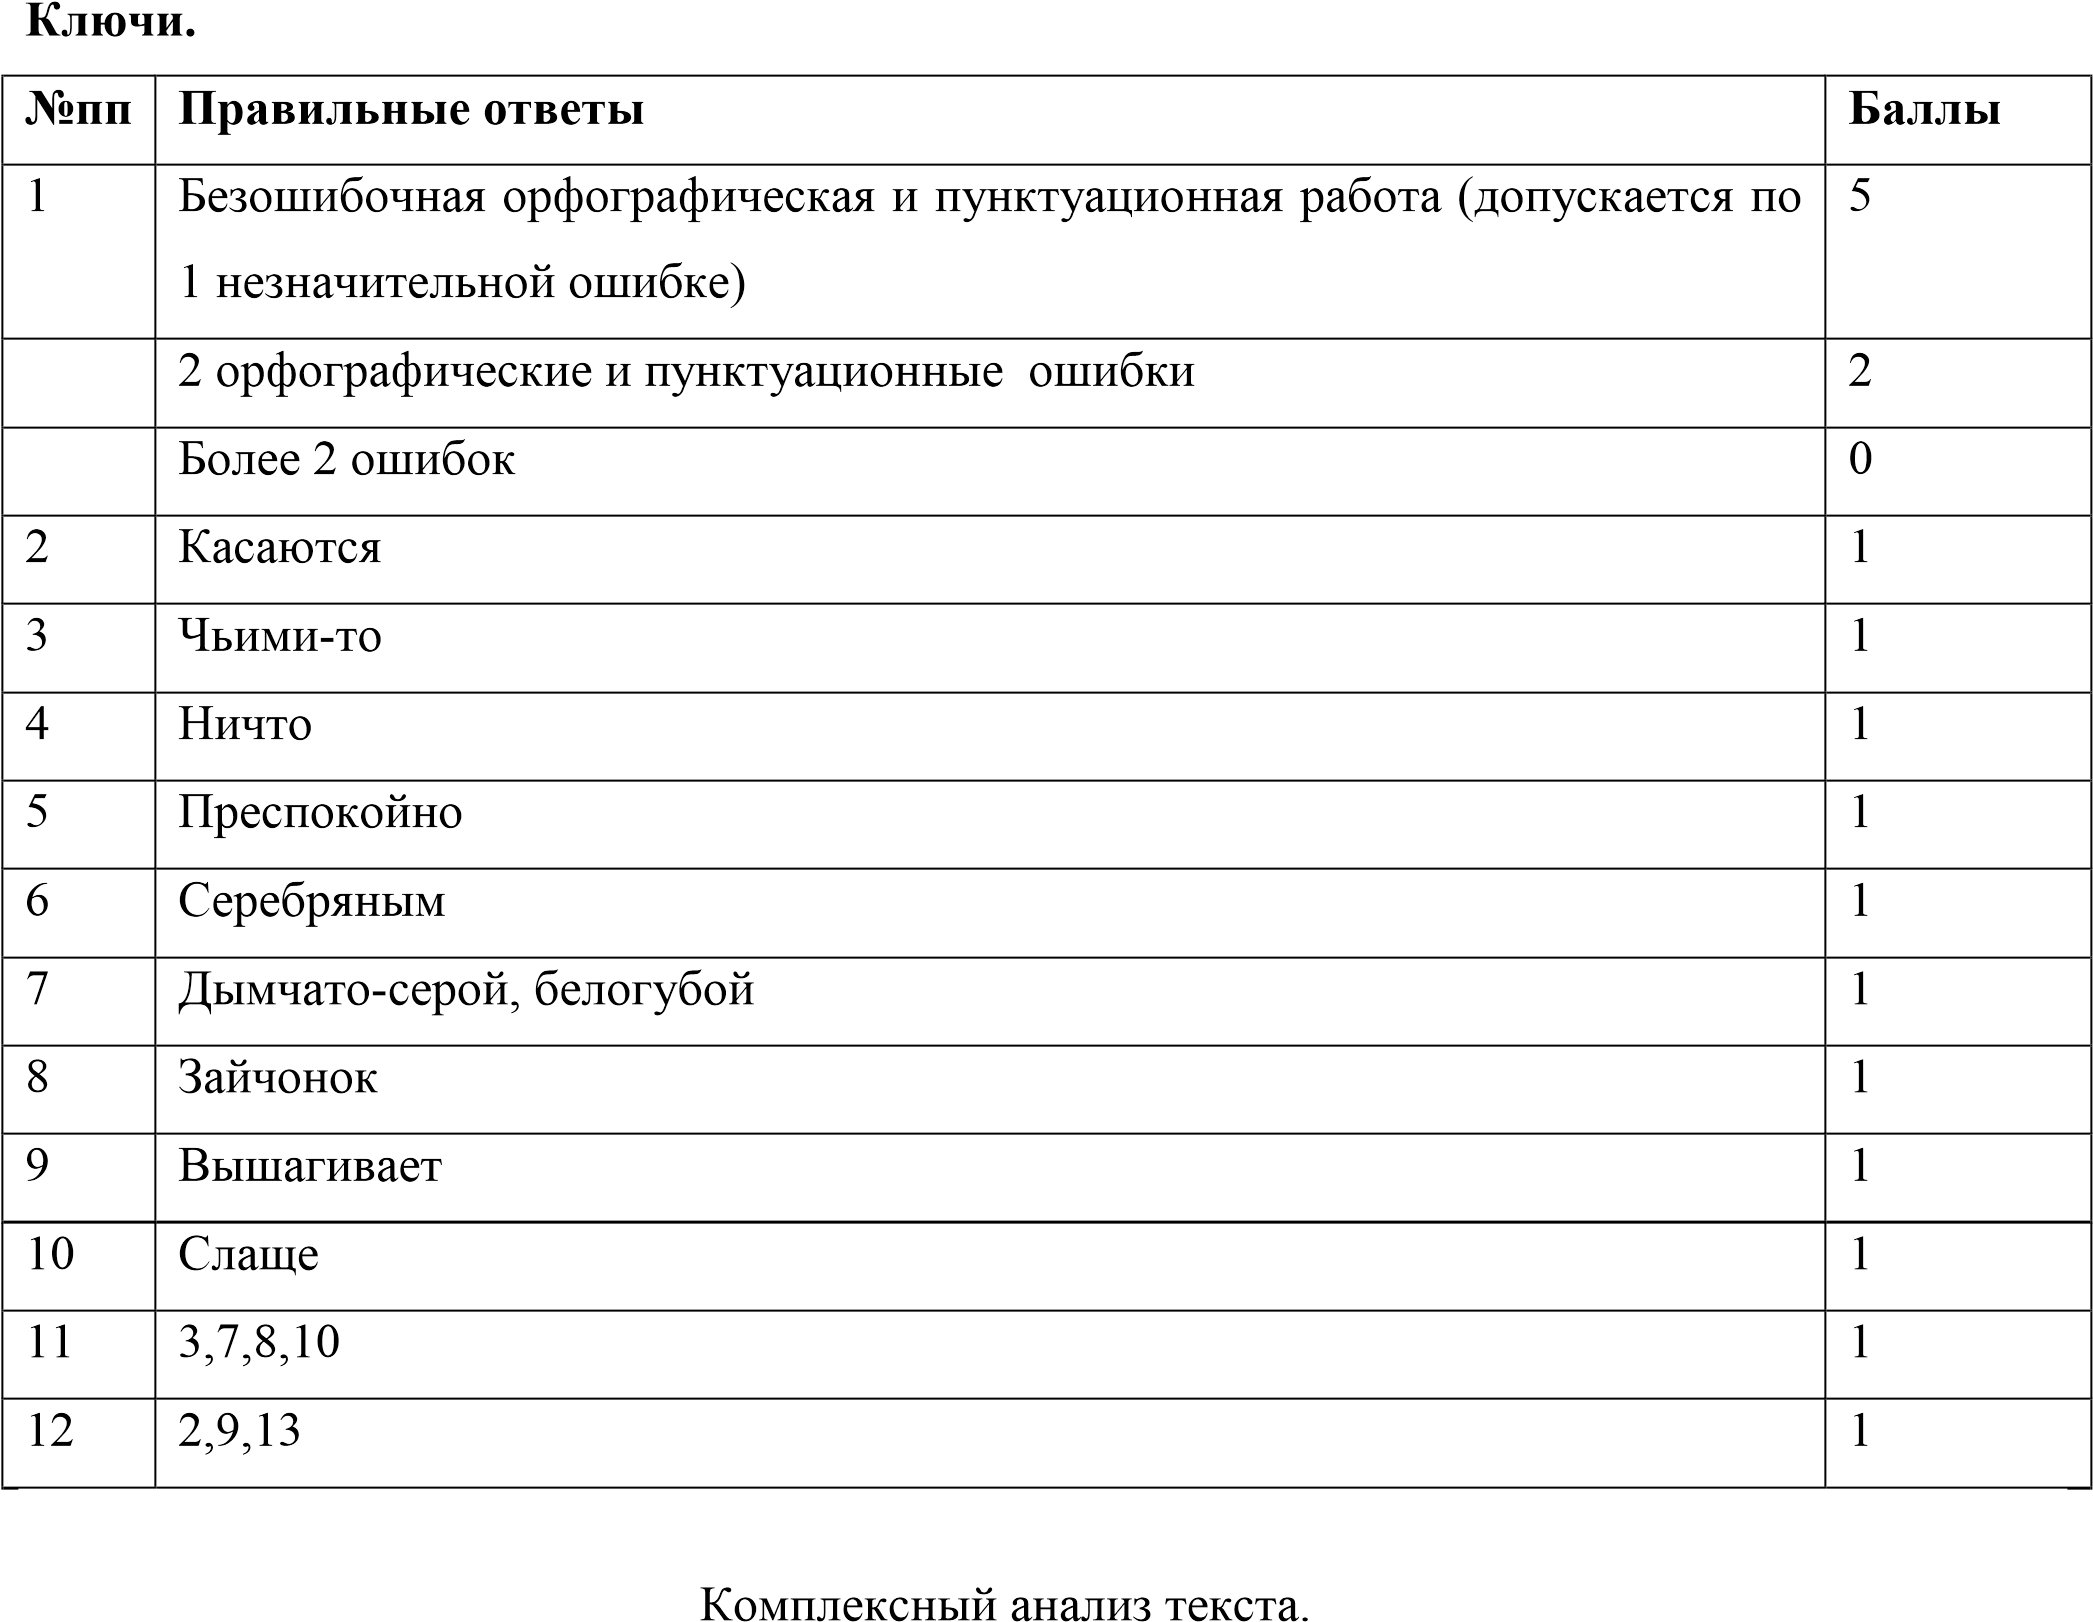 Ключи.
№пп Правильные ответы Баллы
1 Безошибочная орфографическая и пунктуационная работа (допускается по 5
1 незначительной ошибке)
2 орфографические и пунктуационные ошибки 2
Более 2 ошибок 0
2 Касаются 1
3 Чьими-то 1
4 Ничто 1
5 Преспокойно 1
6 Серебряным 1
7 Дымчато-серой, белогубой 1
8 Зайчонок 1
9 Вышагивает 1
10 Слаще 1
11 3,7,8,10 1
12 2,9,13 1
Комплексный анализ текста.